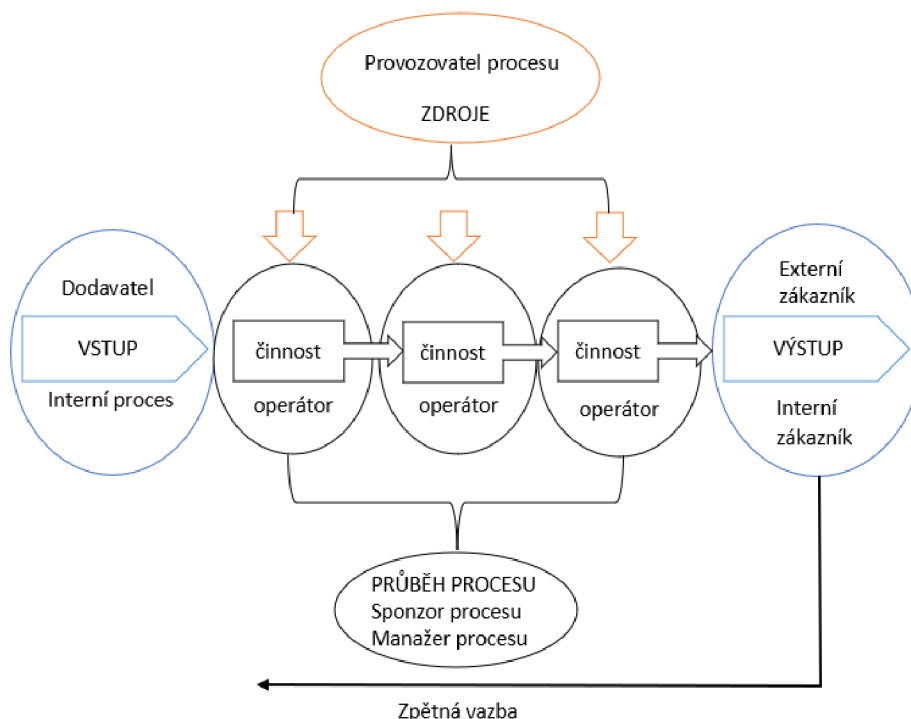 Provozovatel procesu
ZDROJE
Dodavatel
VSTUP
Interní proces
činnost
operátor
činnost
operátor
činnost
operátor
Externí
zákazník
VÝSTUP
Interní
zákazník
PRŮBĚH PROCESU
Sponzor procesu
Manažer procesu
Zpětná vazba